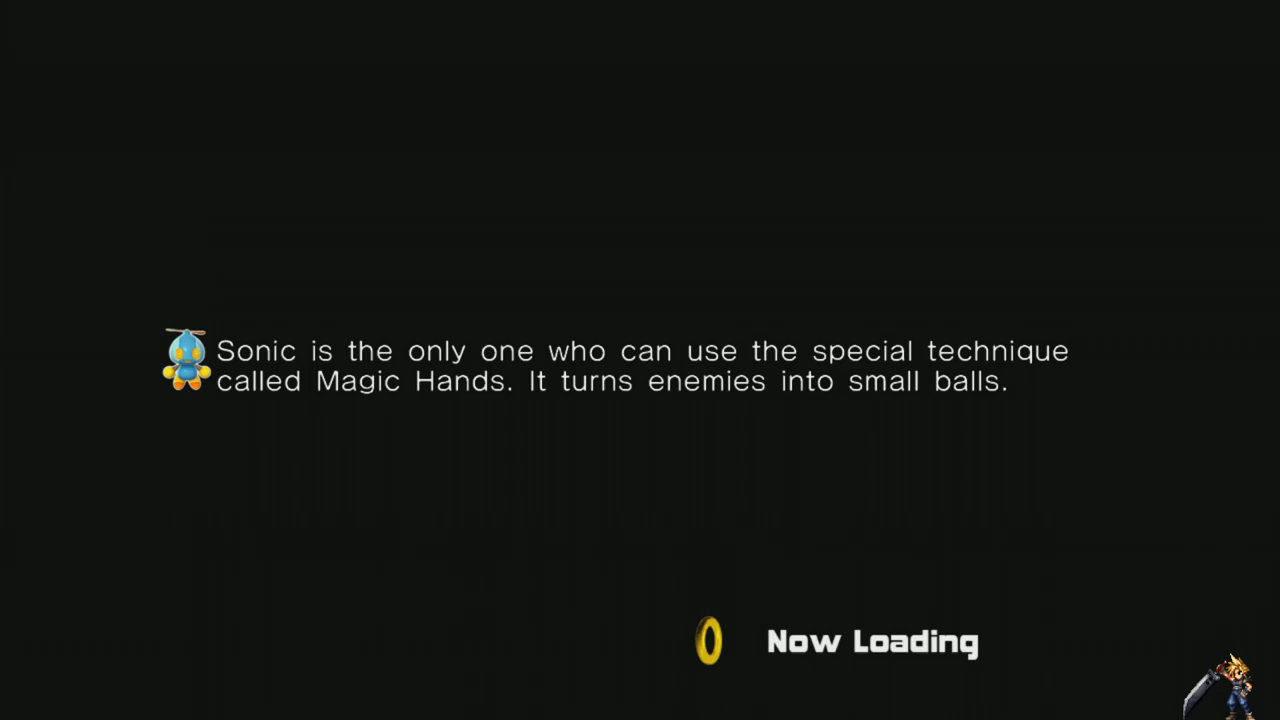 Sonic is the only one who can use the special technique
called Magic Hands. It turns enemies into small balls.
Now Loading